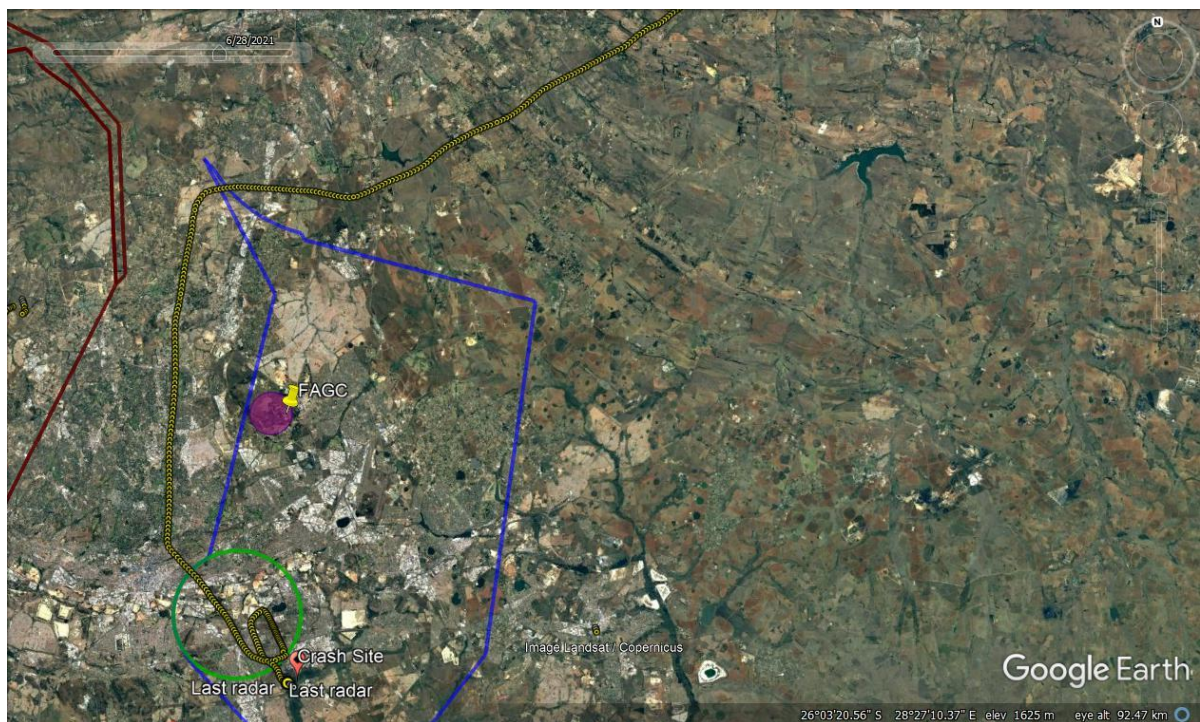 6/28/2021
N
FAGC
Crash Site
Last radar
Last radar
Image Landsat / Copernicus
Google Earth
26°03'20.56" S 28°27'10.37" E elev 1625 m eye alt 92.47 km